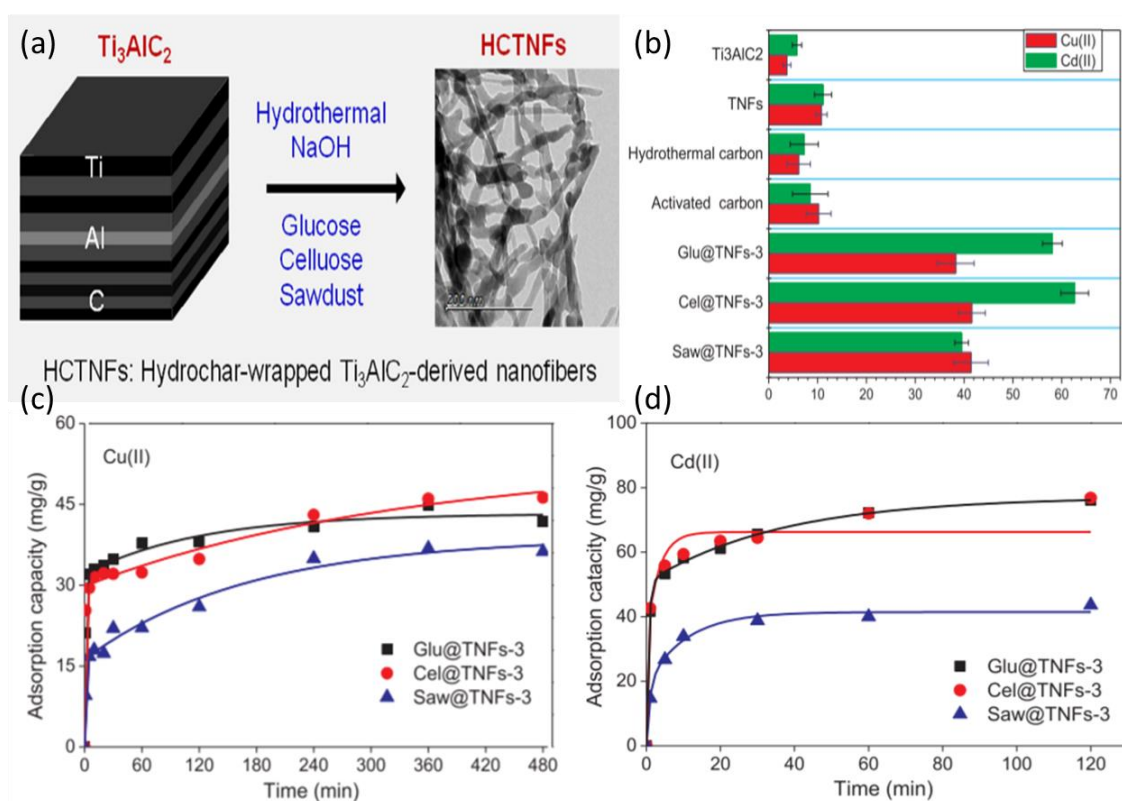 (a)
Ti₃AlC₂
HCTNFs
Ti
Al
C
Hydrothermal
NaOH
Glucose
Celluose
Sawdust
200 nm
HCTNFs: Hydrochar-wrapped Ti₃AlC₂-derived nanofibers
(b)
Cu(II)
Cd(II)
Ti3AlC2
TNFs
Hydrothermal carbon
Activated carbon
Glu@TNFs-3
Cel@TNFs-3
Saw@TNFs-3
0 10 20 30 40 50 60 70
(c)
Cu(II)
Adsorption capacity (mg/g)
60
45
30
15
0
Glu@TNFs-3
Cel@TNFs-3
Saw@TNFs-3
0 60 120 180 240 300 360 420 480
Time (min)
(d)
Cd(II)
Adsorption catacity (mg/g)
100
80
60
40
20
0
Glu@TNFs-3
Cel@TNFs-3
Saw@TNFs-3
0 20 40 60 80 100 120
Time (min)